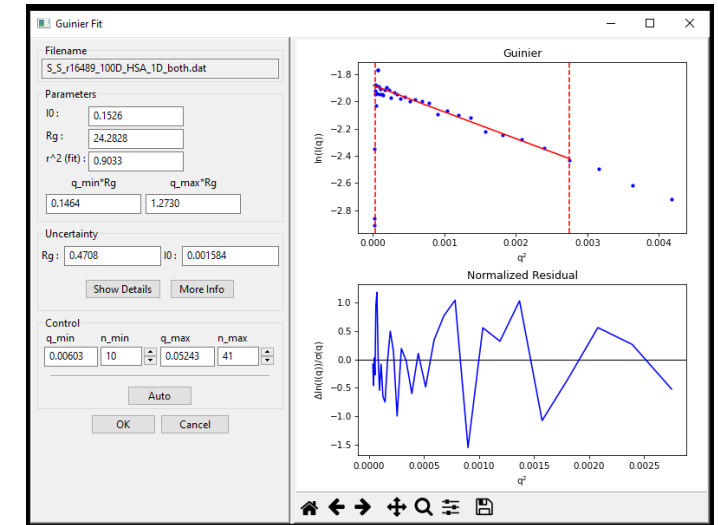 Guinier Fit
Filename
S_S_r16489_100D_HSA_1D_both.dat
Parameters
I0 : 0.1526
Rg : 24.2828
r^2 (fit) : 0.9033
q_min*Rg q_max*Rg
0.1464 1.2730
Uncertainty
Rg : 0.4708 I0 : 0.001584
Show Details More Info
Control
q_min n_min q_max n_max
0.00603 10 0.05243 41
Auto
OK Cancel
Guinier
ln(I(q))
−1.8
−2.0
−2.2
−2.4
−2.6
−2.8
0.000 0.001 0.002 0.003 0.004
q²
Normalized Residual
Δln(I(q))/σ(q)
1.0
0.5
0.0
−0.5
−1.0
−1.5
0.0000 0.0005 0.0010 0.0015 0.0020 0.0025
q²